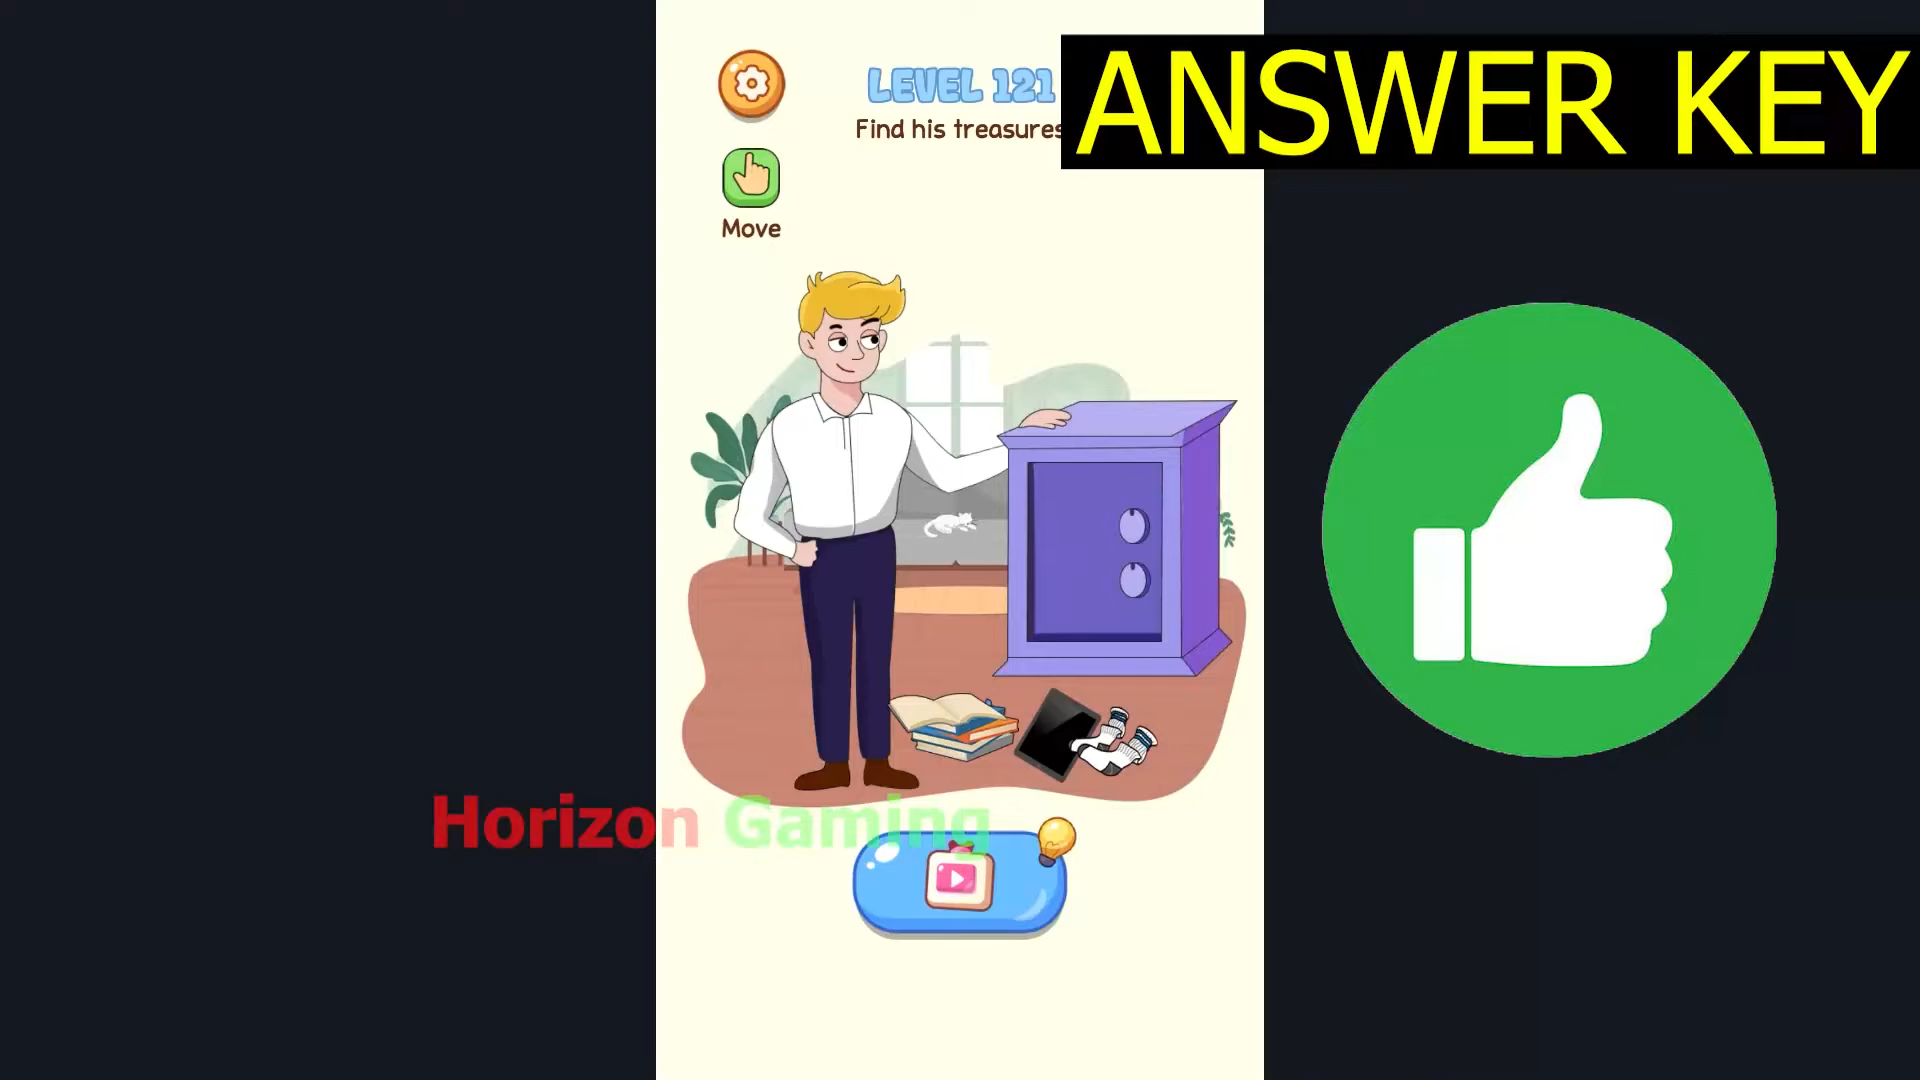 LEVEL 121
Find his treasures
ANSWER KEY
Move
Horizon Gaming